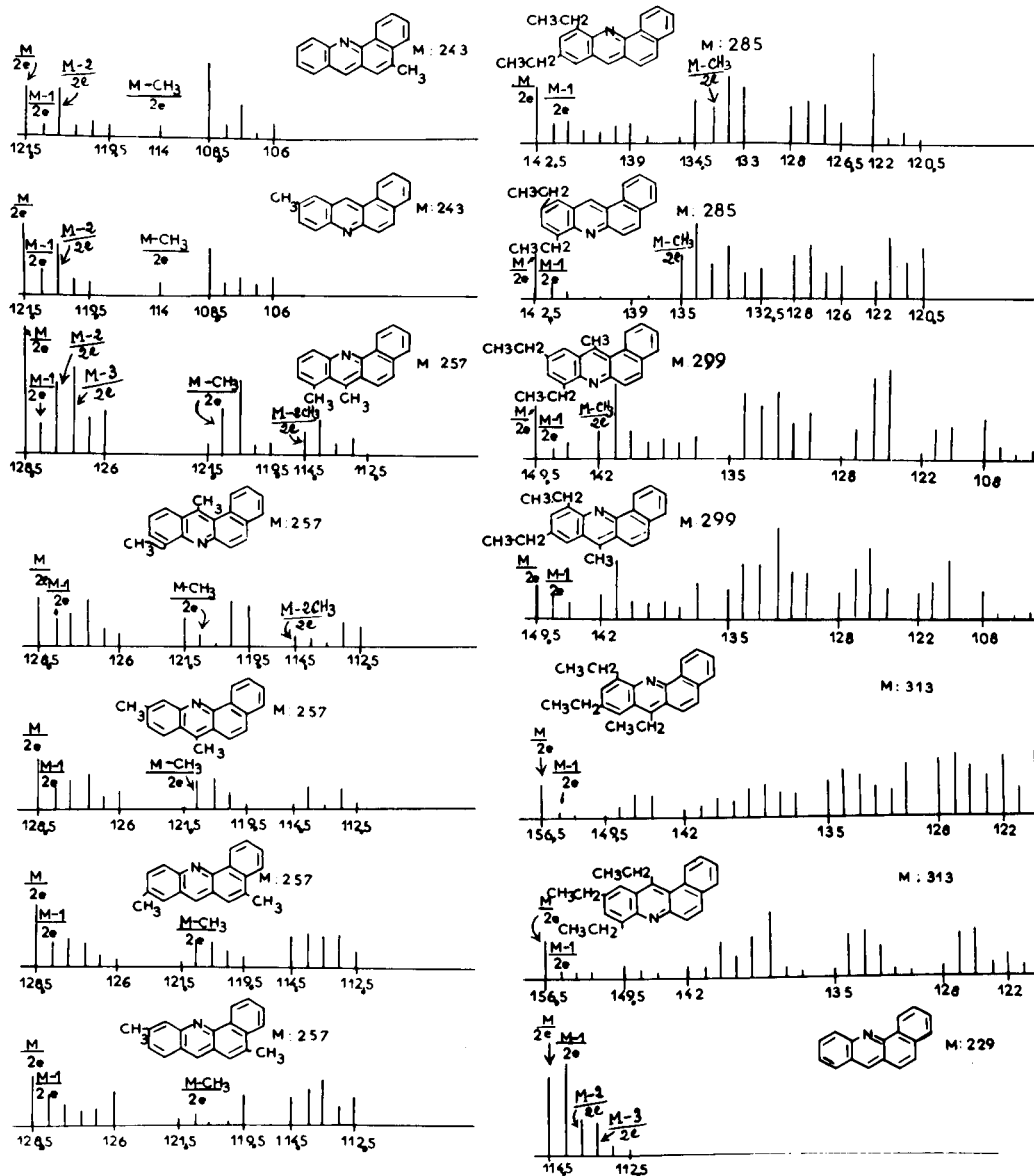 N
CH3
M: 243
M
2e
M-1
2e
M-2
2e
M-CH3
2e
121,5 119,5 114 108,5 106
CH3
N
M: 243
M
2e
M-1
2e
M-2
2e
M-CH3
2e
121,5 119,5 114 108,5 106
N
CH3 CH3
M: 257
M
2e
M-1
2e
M-2
2e
M-3
2e
M-CH3
2e
M-2CH3
2e
128,5 126 121,5 119,5 114,5 112,5
CH3
CH3
N
M: 257
M
2e
M-1
2e
M-CH3
2e
M-2CH3
2e
128,5 126 121,5 119,5 114,5 112,5
CH3
N
CH3
M: 257
M
2e
M-1
2e
M-CH3
2e
128,5 126 121,5 119,5 114,5 112,5
N
CH3
CH3
M: 257
M
2e
M-1
2e
M-CH3
2e
128,5 126 121,5 119,5 114,5 112,5
CH3
N
CH3
M: 257
M
2e
M-1
2e
M-CH3
2e
128,5 126 121,5 119,5 114,5 112,5
CH3CH2
N
CH3CH2
M: 285
M
2e
M-1
2e
M-CH3
2e
142,5 139 134,5 133 128 126,5 122 120,5
CH3CH2
CH3CH2
N
M: 285
M
2e
M-1
2e
M-CH3
2e
142,5 139 135 132,5 128 126 122 120,5
CH3
CH3CH2
N
CH3-CH2
M: 299
M
2e
M-1
2e
M-CH3
2e
149,5 142 135 128 122 108
CH3CH2
N
CH3-CH2
CH3
M: 299
M
2e
M-1
2e
149,5 142 135 128 122 108
CH3CH2
N
CH3CH2
CH3CH2
M: 313
M
2e
M-1
2e
156,5 149,5 142 135 128 122
CH3CH2
CH3CH2
N
CH3CH2
M: 313
M
2e
M-1
2e
156,5 149,5 142 135 128 122
N
M: 229
M
2e
M-1
2e
M-2
2e
M-3
2e
114,5 112,5